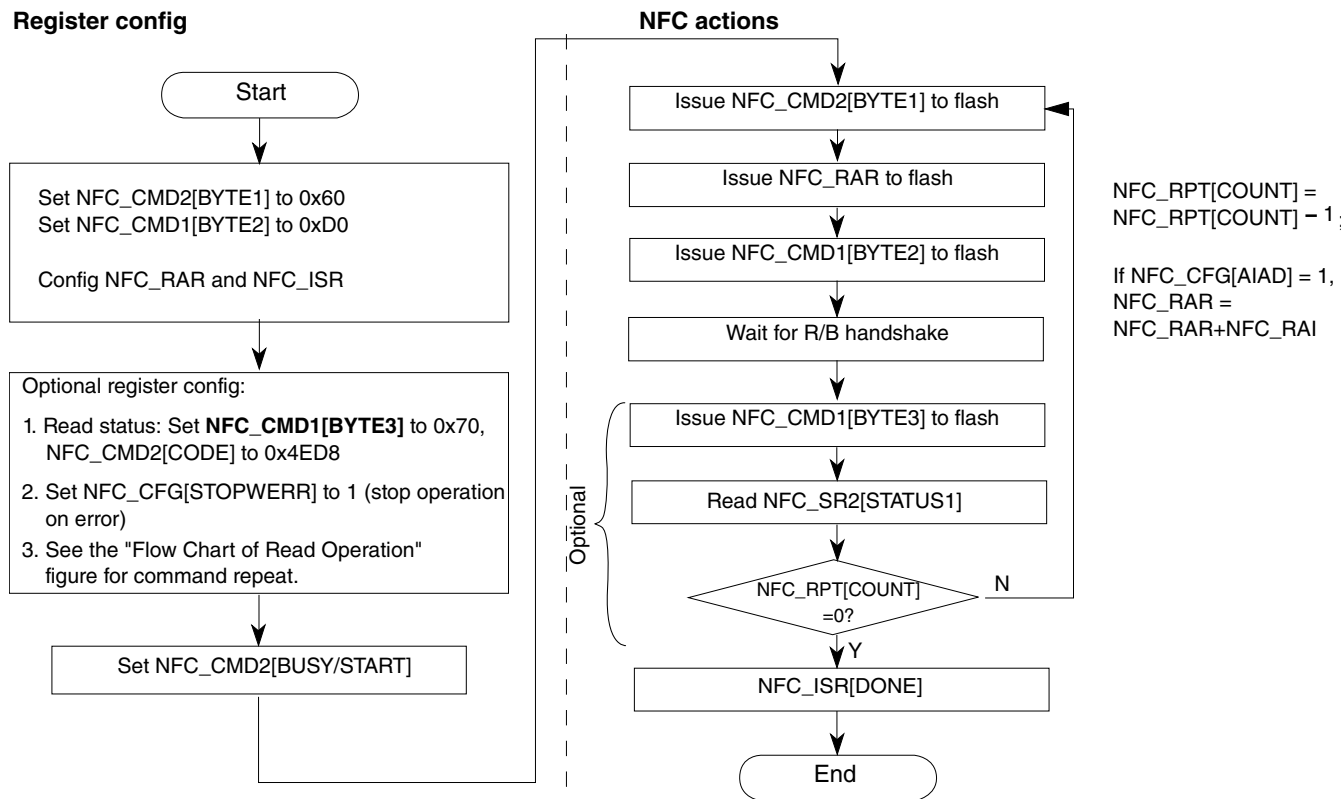 Register config
Start
Set NFC_CMD2[BYTE1] to 0x60
Set NFC_CMD1[BYTE2] to 0xD0
Config NFC_RAR and NFC_ISR
Optional register config:
1. Read status: Set NFC_CMD1[BYTE3] to 0x70,
NFC_CMD2[CODE] to 0x4ED8
2. Set NFC_CFG[STOPWERR] to 1 (stop operation
on error)
3. See the "Flow Chart of Read Operation"
figure for command repeat.
Set NFC_CMD2[BUSY/START]
NFC actions
Issue NFC_CMD2[BYTE1] to flash
Issue NFC_RAR to flash
Issue NFC_CMD1[BYTE2] to flash
Wait for R/B handshake
Optional
Issue NFC_CMD1[BYTE3] to flash
Read NFC_SR2[STATUS1]
NFC_RPT[COUNT]
=0?
N
Y
NFC_ISR[DONE]
End
NFC_RPT[COUNT] =
NFC_RPT[COUNT] − 1 ;
If NFC_CFG[AIAD] = 1,
NFC_RAR =
NFC_RAR+NFC_RAI